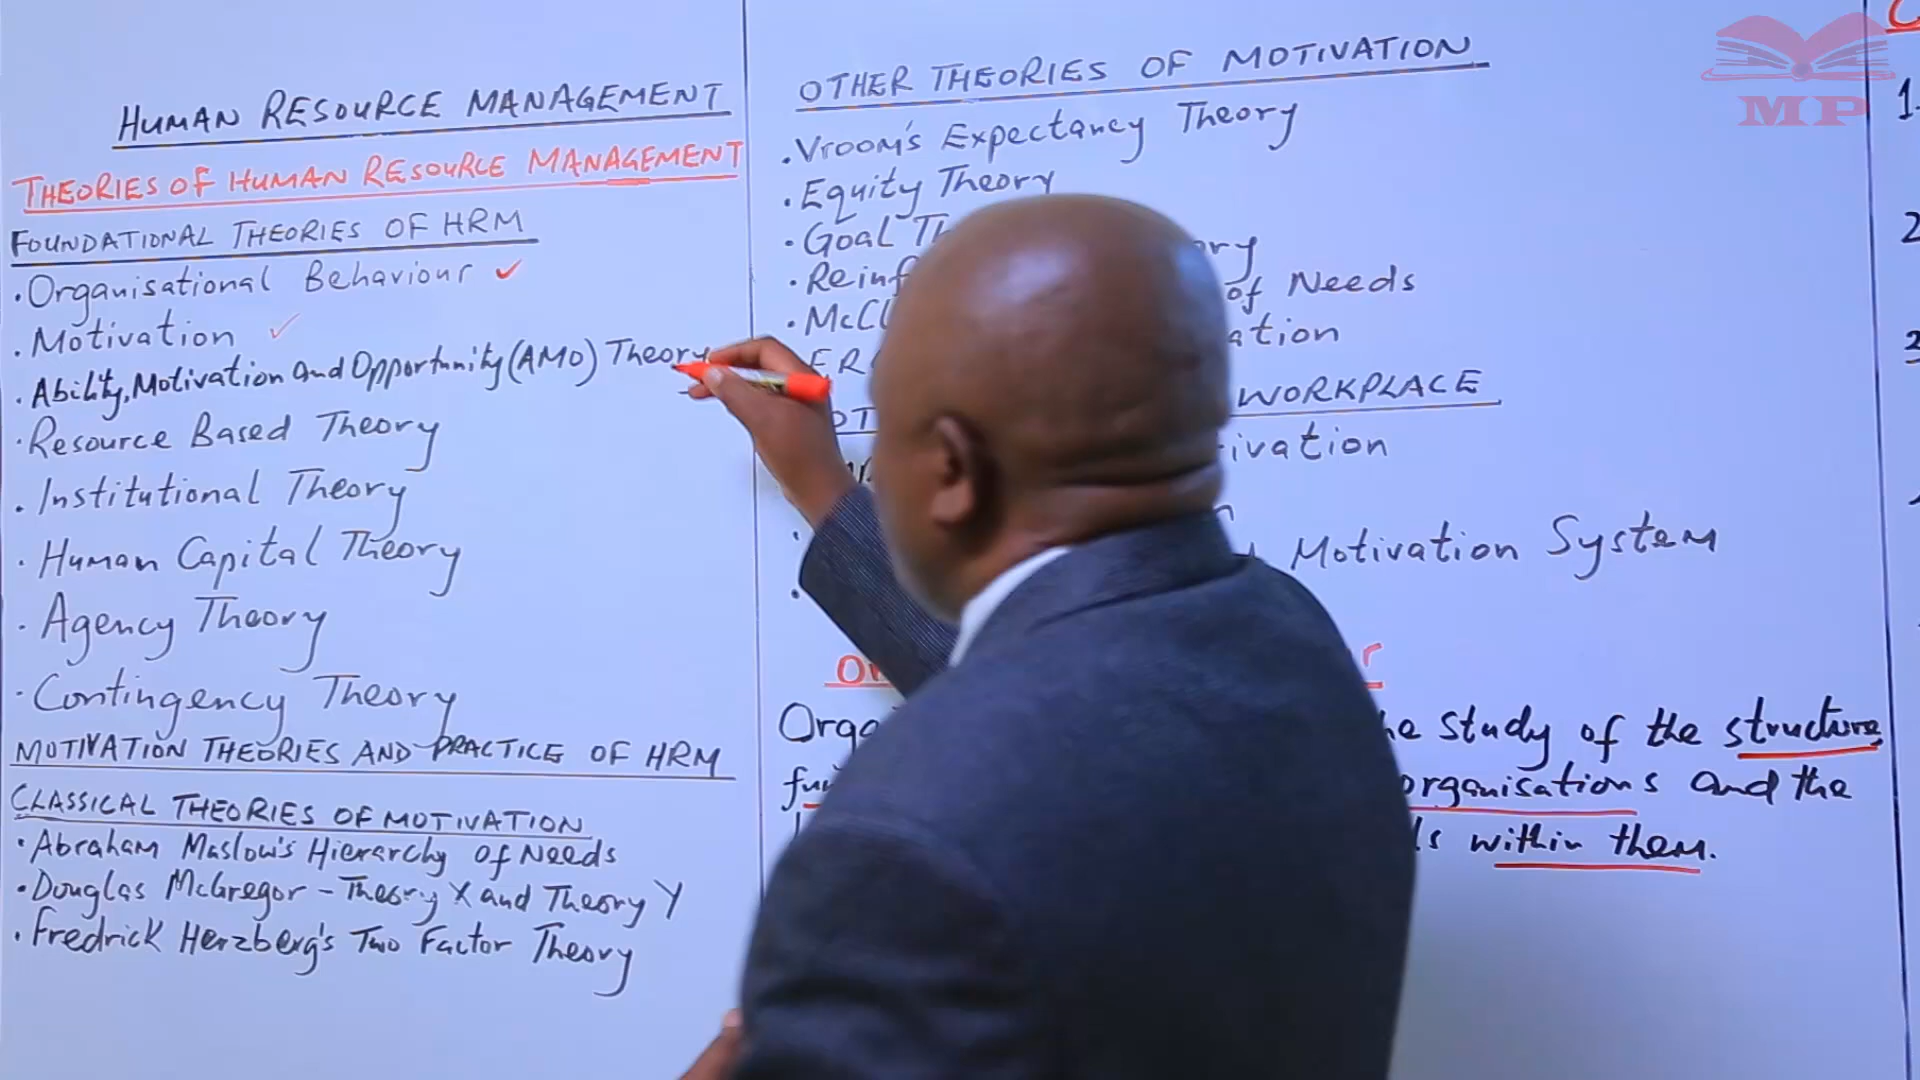 HUMAN RESOURCE MANAGEMENT
THEORIES OF HUMAN RESOURCE MANAGEMENT
FOUNDATIONAL THEORIES OF HRM
• Organisational Behaviour ✓
• Motivation ✓
• Ability, Motivation and Opportunity (AMO) Theory
• Resource Based Theory
• Institutional Theory
• Human Capital Theory
• Agency Theory
• Contingency Theory
MOTIVATION THEORIES AND PRACTICE OF HRM
CLASSICAL THEORIES OF MOTIVATION
• Abraham Maslow's Hierarchy of Needs
• Douglas McGregor - Theory X and Theory Y
• Fredrick Herzberg's Two Factor Theory
OTHER THEORIES OF MOTIVATION
• Vroom's Expectancy Theory
• Equity Theory
• Goal
of Needs
WORKPLACE
Motivation System
study of the structure,
organisations and the
within them.
MP
1.
2
3